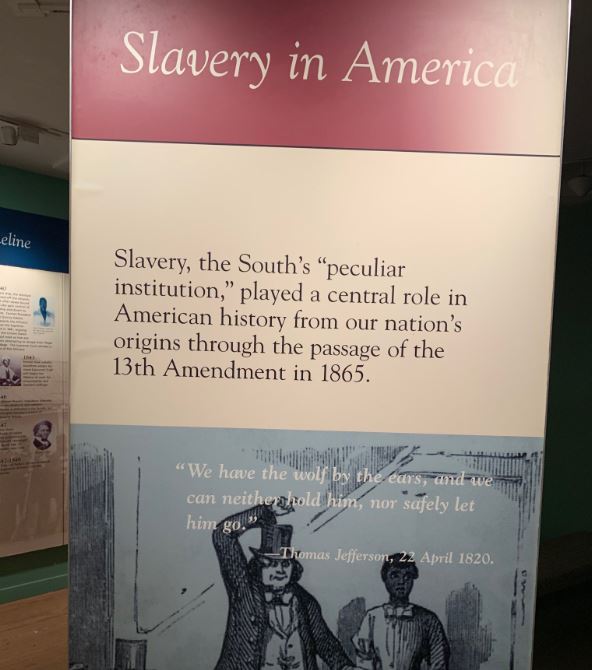 Slavery in America
Slavery, the South’s “peculiar
institution,” played a central role in
American history from our nation’s
origins through the passage of the
13th Amendment in 1865.
“We have the wolf by the ears, and we
can neither hold him, nor safely let
him go.”
—Thomas Jefferson, 22 April 1820.
eline